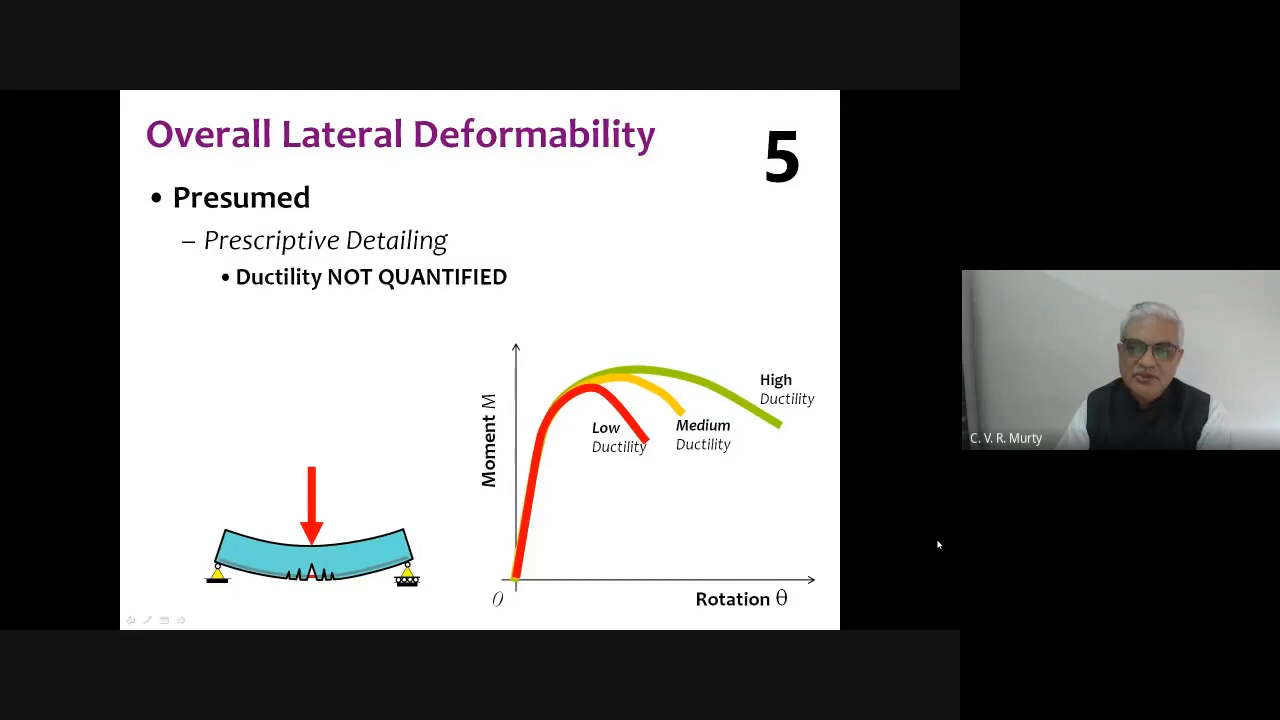 Overall Lateral Deformability
5
• Presumed
– Prescriptive Detailing
• Ductility NOT QUANTIFIED
Moment M
High
Ductility
Low
Ductility
Medium
Ductility
O
Rotation θ
C. V. R. Murty